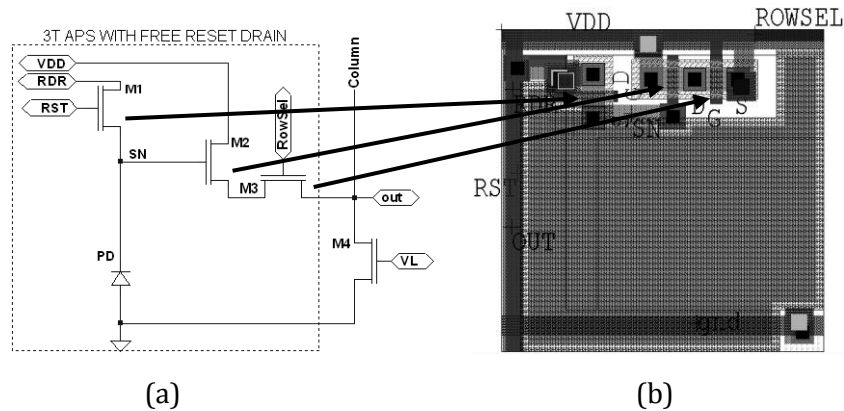 3T APS WITH FREE RESET DRAIN
VDD
RDR
RST
M1
SN
M2
M3
RowSel
Column
out
PD
M4
VL
VDD
ROWSEL
D
G
S
SN
RST
OUT
gnd
(a)
(b)